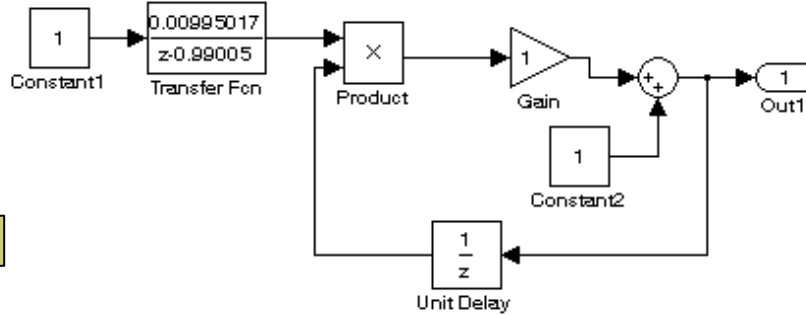 1
Constant1
0.00995017
z-0.99005
Transfer Fcn
×
Product
1
Gain
+
+
1
Out1
1
Constant2
1
z
Unit Delay